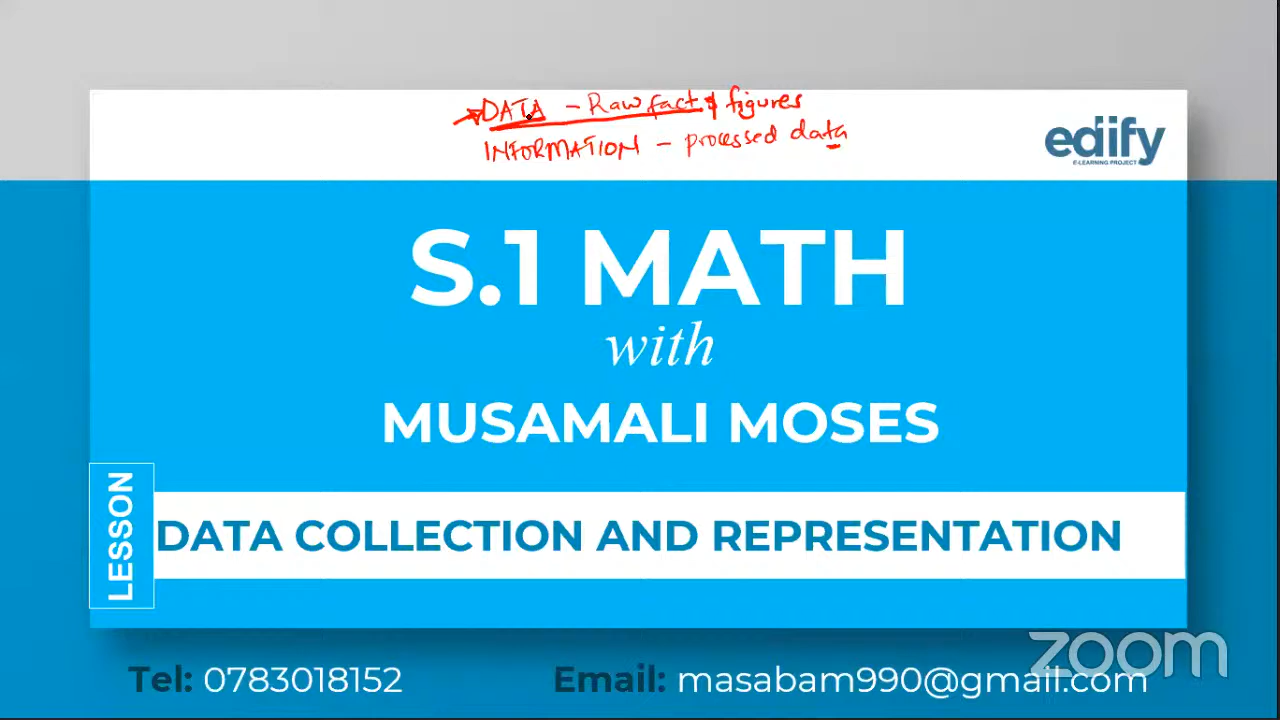 DATA - Raw fact & figures
INFORMATION - processed data
edify
E-LEARNING PROJECT
S.1 MATH
with
MUSAMALI MOSES
LESSON
DATA COLLECTION AND REPRESENTATION
zoom
Tel: 0783018152
Email: masabam990@gmail.com